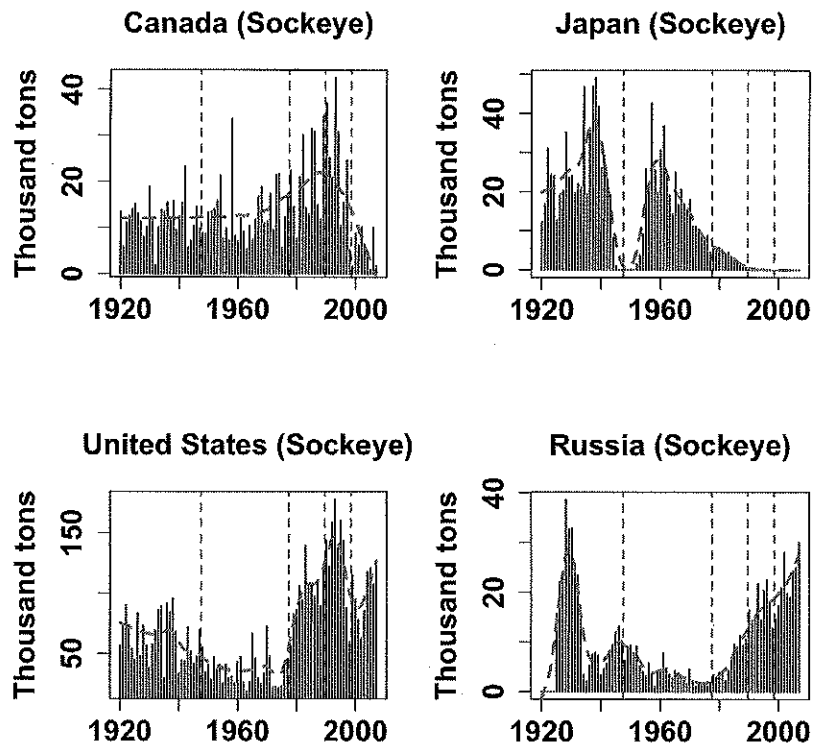 Canada (Sockeye)
Thousand tons
40
20
0
1920 1960 2000
Japan (Sockeye)
Thousand tons
40
20
0
1920 1960 2000
United States (Sockeye)
Thousand tons
150
50
1920 1960 2000
Russia (Sockeye)
Thousand tons
40
20
0
1920 1960 2000